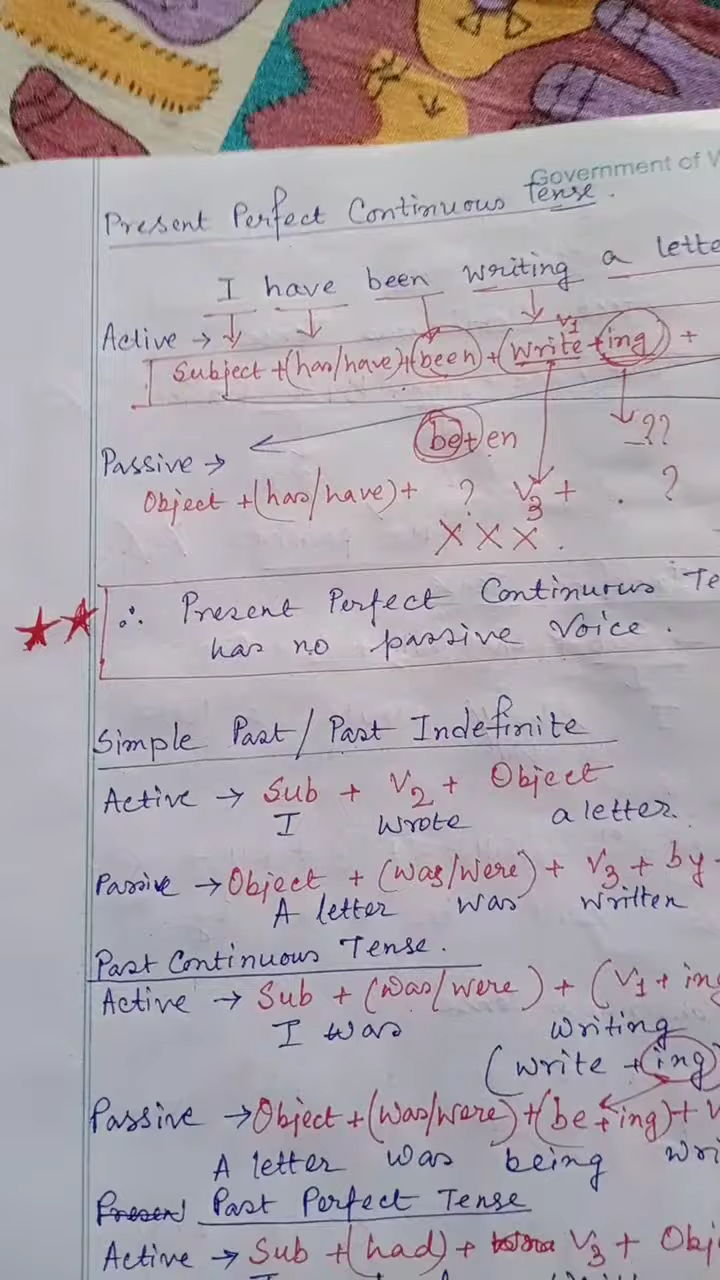 Government of
Present Perfect Continuous Tense.
I have been writing a lette
Active → V1
Subject + (has/have) + (been) + (write + ing) +
be + en ??
Passive →
Object + (has/have) + ? V3 + . ?
X X X .
∴ Present Perfect Continuous Te
has no passive Voice.
Simple Past / Past Indefinite
Active → Sub + V2 + Object
I wrote a letter.
Passive → Object + (was/were) + V3 + by
A letter was written
Past Continuous Tense.
Active → Sub + (was/were) + (V1 + ing
I was writing
(write + ing)
Passive → Object + (was/were) + (be + ing) + V
A letter was being wri
Presen Past Perfect Tense
Active → Sub + (had) + V3 + Obj